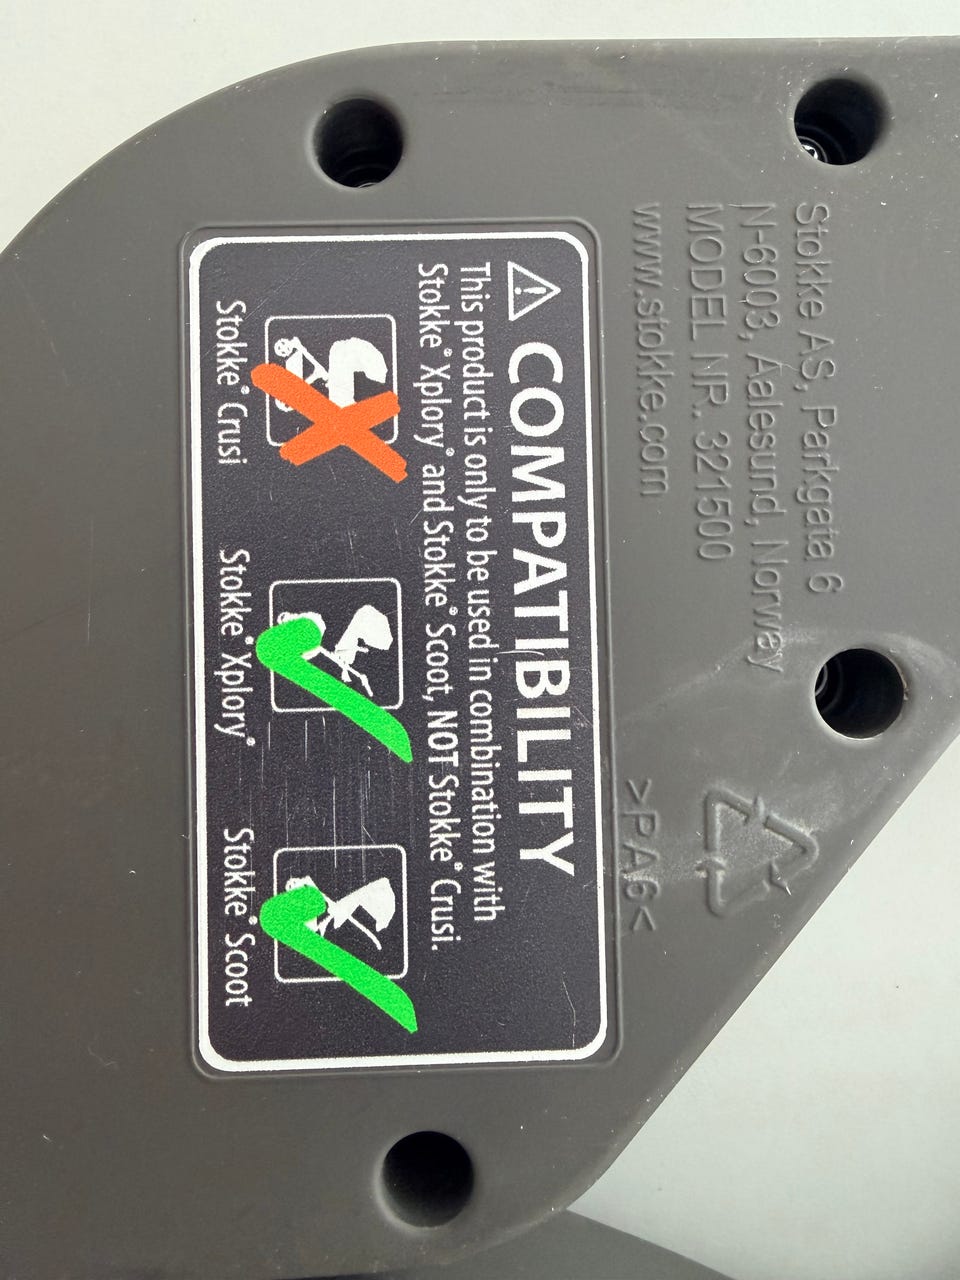 Stokke AS, Parkgata 6
N-6003, Aalesund, Norway
MODEL NR. 321500
www.stokke.com
>PA6<
⚠ COMPATIBILITY
This product is only to be used in combination with
Stokke® Xplory® and Stokke® Scoot, NOT Stokke® Crusi.
Stokke® Crusi
Stokke® Xplory®
Stokke® Scoot